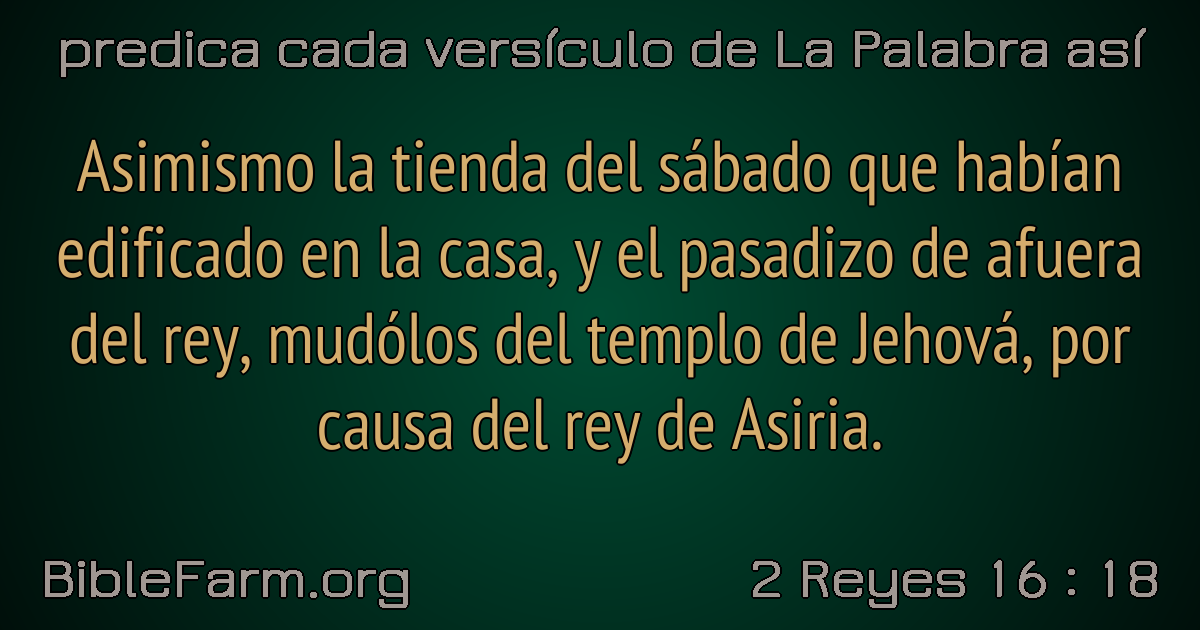 predica cada versículo de La Palabra así
Asimismo la tienda del sábado que habían
edificado en la casa, y el pasadizo de afuera
del rey, mudólos del templo de Jehová, por
causa del rey de Asiria.
BibleFarm.org
2 Reyes 16 : 18